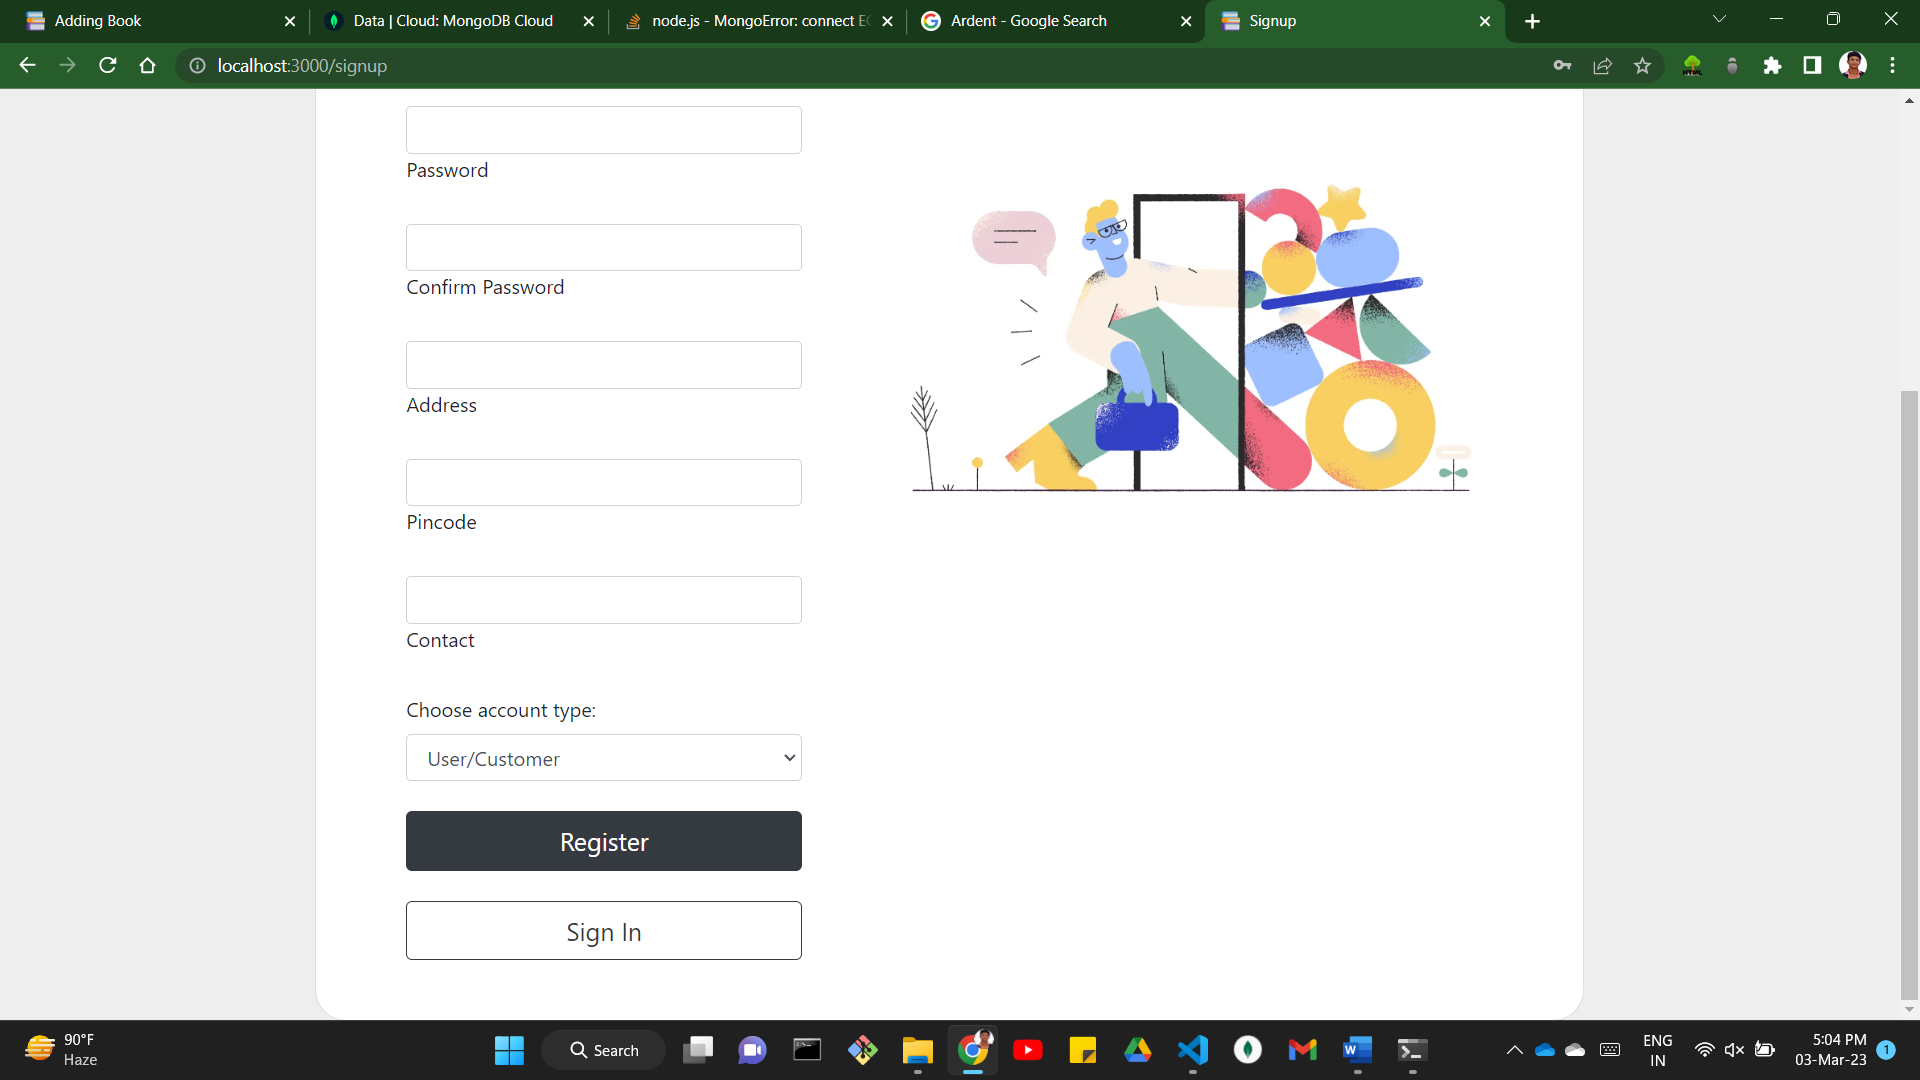 Adding Book
Data | Cloud: MongoDB Cloud
node.js - MongoError: connect EC
Ardent - Google Search
Signup
localhost:3000/signup
HTML
Password
Confirm Password
Address
Pincode
Contact
Choose account type:
User/Customer
Register
Sign In
90°F
Haze
Search
ENG
IN
5:04 PM
03-Mar-23
1